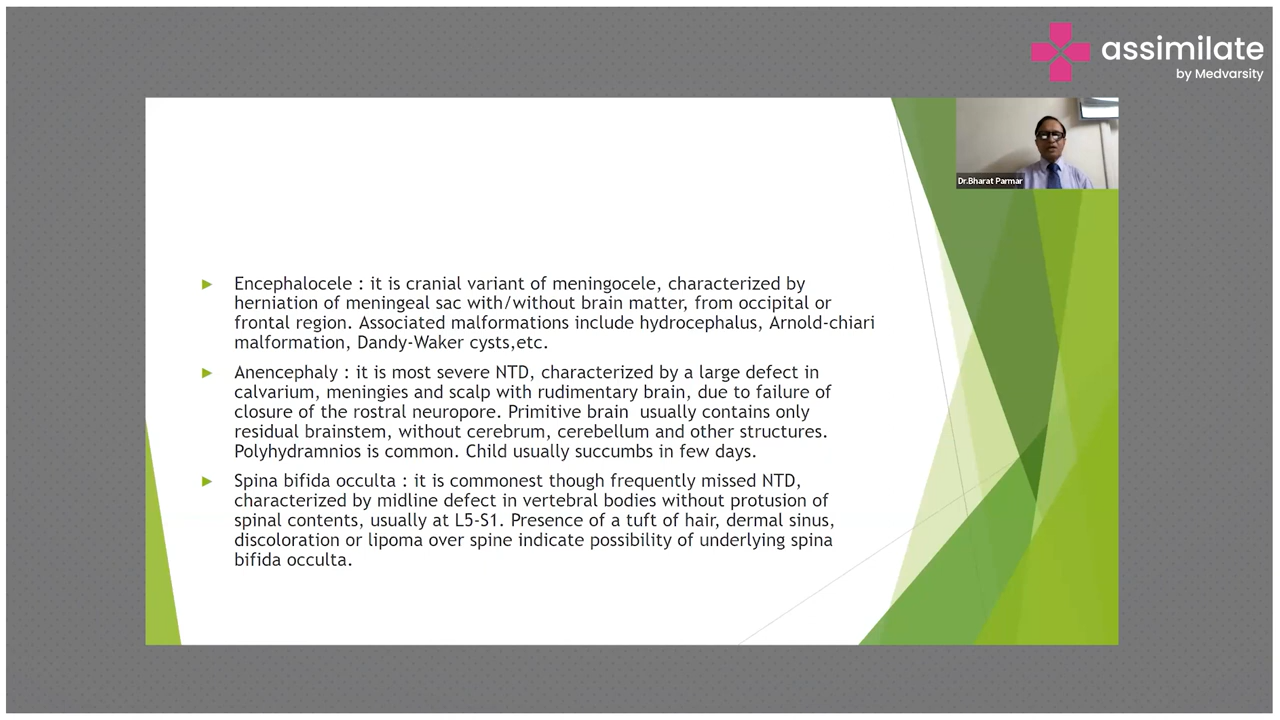 assimilate
by Medvarsity
Dr.Bharat Parmar
Encephalocele : it is cranial variant of meningocele, characterized by
herniation of meningeal sac with/without brain matter, from occipital or
frontal region. Associated malformations include hydrocephalus, Arnold-chiari
malformation, Dandy-Waker cysts,etc.
Anencephaly : it is most severe NTD, characterized by a large defect in
calvarium, meningies and scalp with rudimentary brain, due to failure of
closure of the rostral neuropore. Primitive brain usually contains only
residual brainstem, without cerebrum, cerebellum and other structures.
Polyhydramnios is common. Child usually succumbs in few days.
Spina bifida occulta : it is commonest though frequently missed NTD,
characterized by midline defect in vertebral bodies without protusion of
spinal contents, usually at L5-S1. Presence of a tuft of hair, dermal sinus,
discoloration or lipoma over spine indicate possibility of underlying spina
bifida occulta.